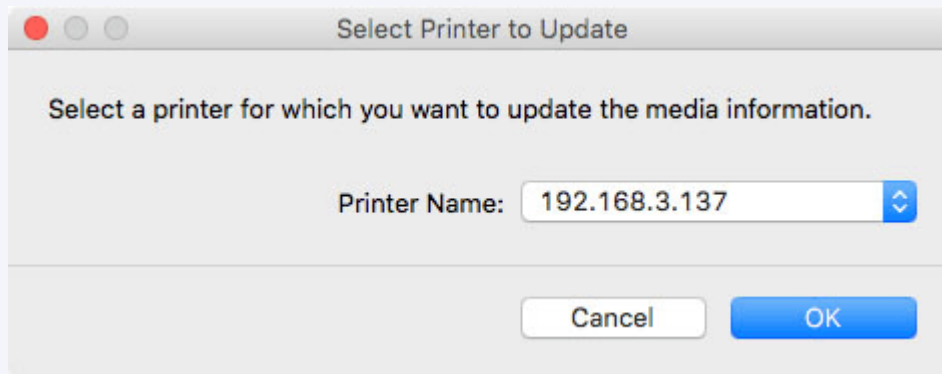 Select Printer to Update
Select a printer for which you want to update the media information.
Printer Name: 192.168.3.137
Cancel OK